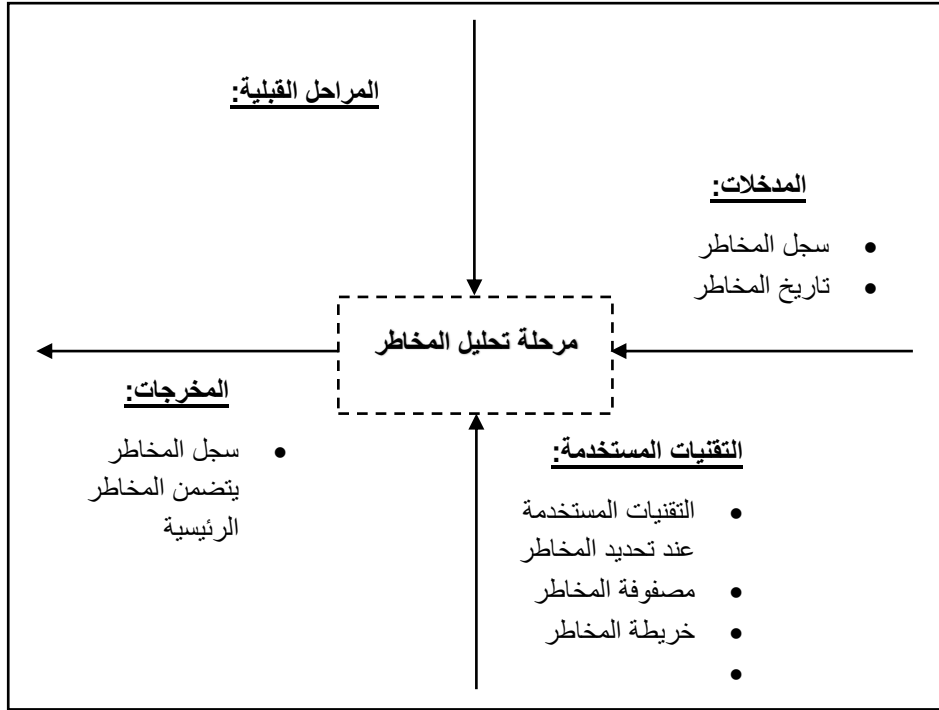 المراحل القبلية:
المدخلات:
• سجل المخاطر
• تاريخ المخاطر
مرحلة تحليل المخاطر
المخرجات:
• سجل المخاطر
يتضمن المخاطر
الرئيسية
التقنيات المستخدمة:
• التقنيات المستخدمة
عند تحديد المخاطر
• مصفوفة المخاطر
• خريطة المخاطر
•